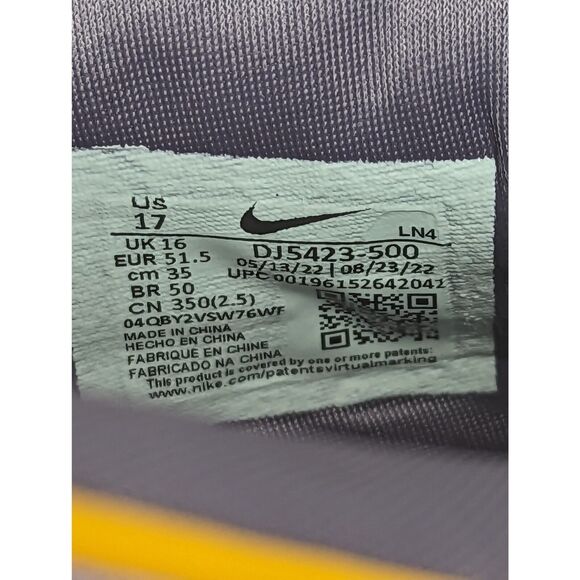 US
17
LN4
UK 16
EUR 51.5
cm 35
BR 50
CN 350(2.5)
DJ5423-500
05/13/22 | 08/23/22
UPC 00196152642042
04QBY2VSW76WF
MADE IN CHINA
HECHO EN CHINA
FABRIQUE EN CHINE
FABRICADO NA CHINA
This product is covered by one or more patents:
www.nike.com/patentsvirtualmarking